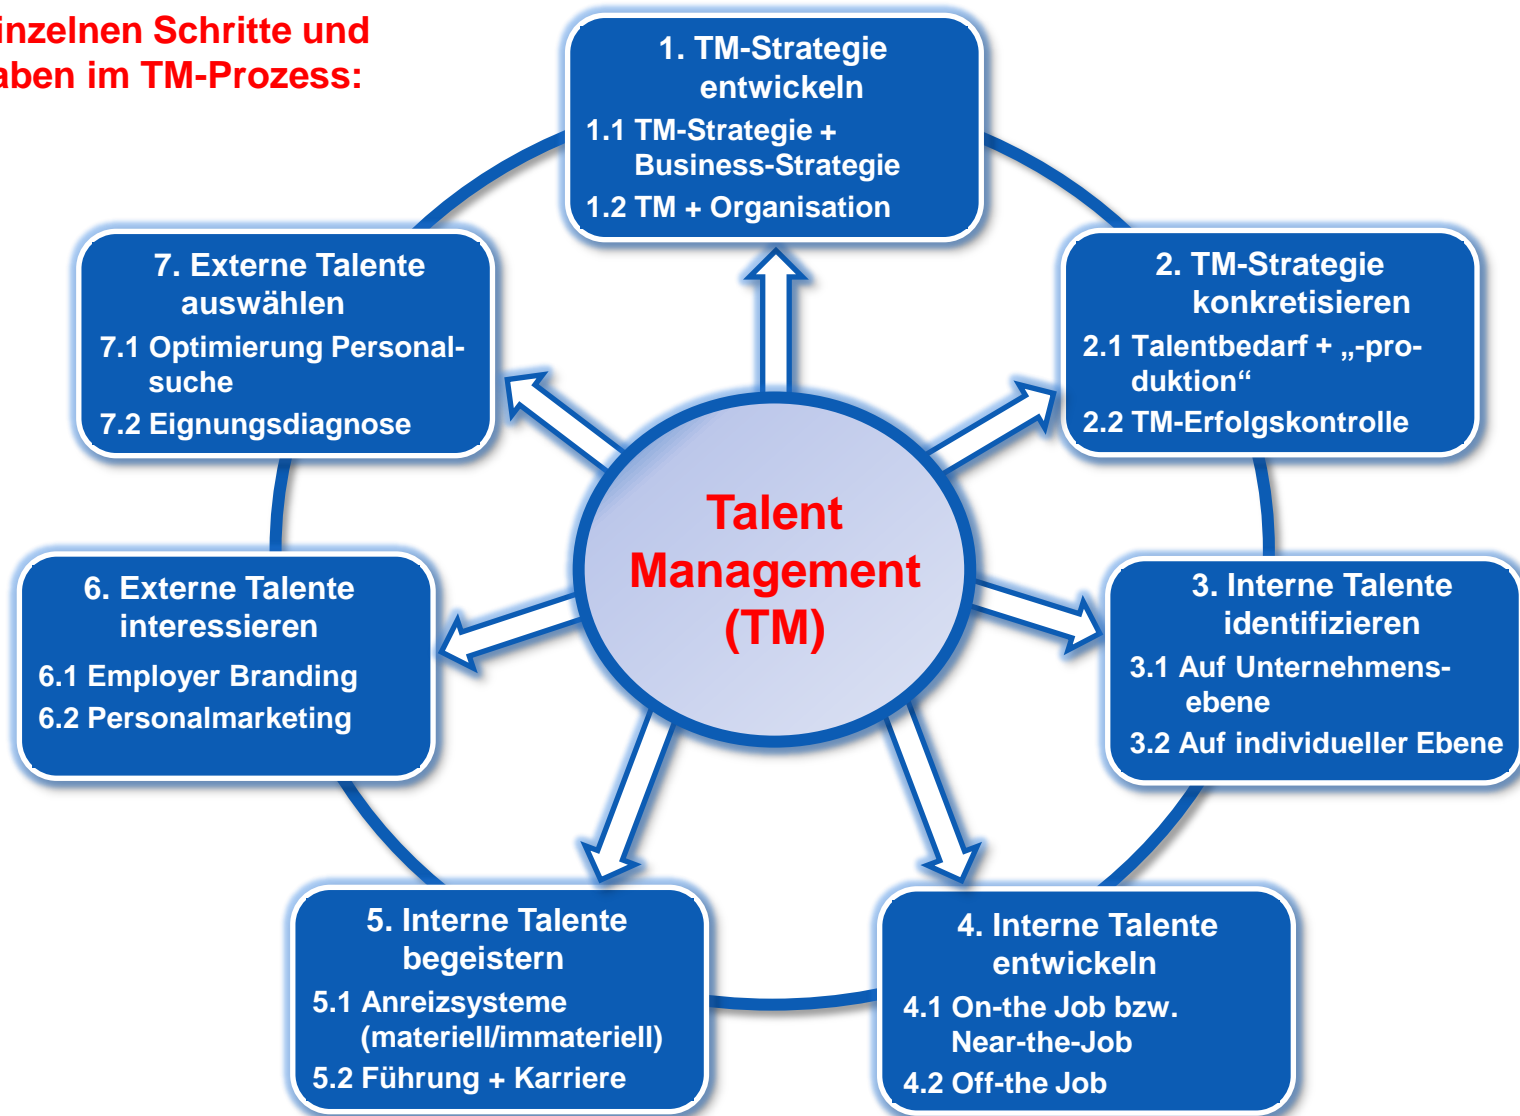 inzelnen Schritte und
aben im TM-Prozess:
1. TM-Strategie
entwickeln
1.1 TM-Strategie +
Business-Strategie
1.2 TM + Organisation
2. TM-Strategie
konkretisieren
2.1 Talentbedarf + „-pro-
duktion“
2.2 TM-Erfolgskontrolle
3. Interne Talente
identifizieren
3.1 Auf Unternehmens-
ebene
3.2 Auf individueller Ebene
4. Interne Talente
entwickeln
4.1 On-the Job bzw.
Near-the-Job
4.2 Off-the Job
5. Interne Talente
begeistern
5.1 Anreizsysteme
(materiell/immateriell)
5.2 Führung + Karriere
6. Externe Talente
interessieren
6.1 Employer Branding
6.2 Personalmarketing
7. Externe Talente
auswählen
7.1 Optimierung Personal-
suche
7.2 Eignungsdiagnose
Talent
Management
(TM)